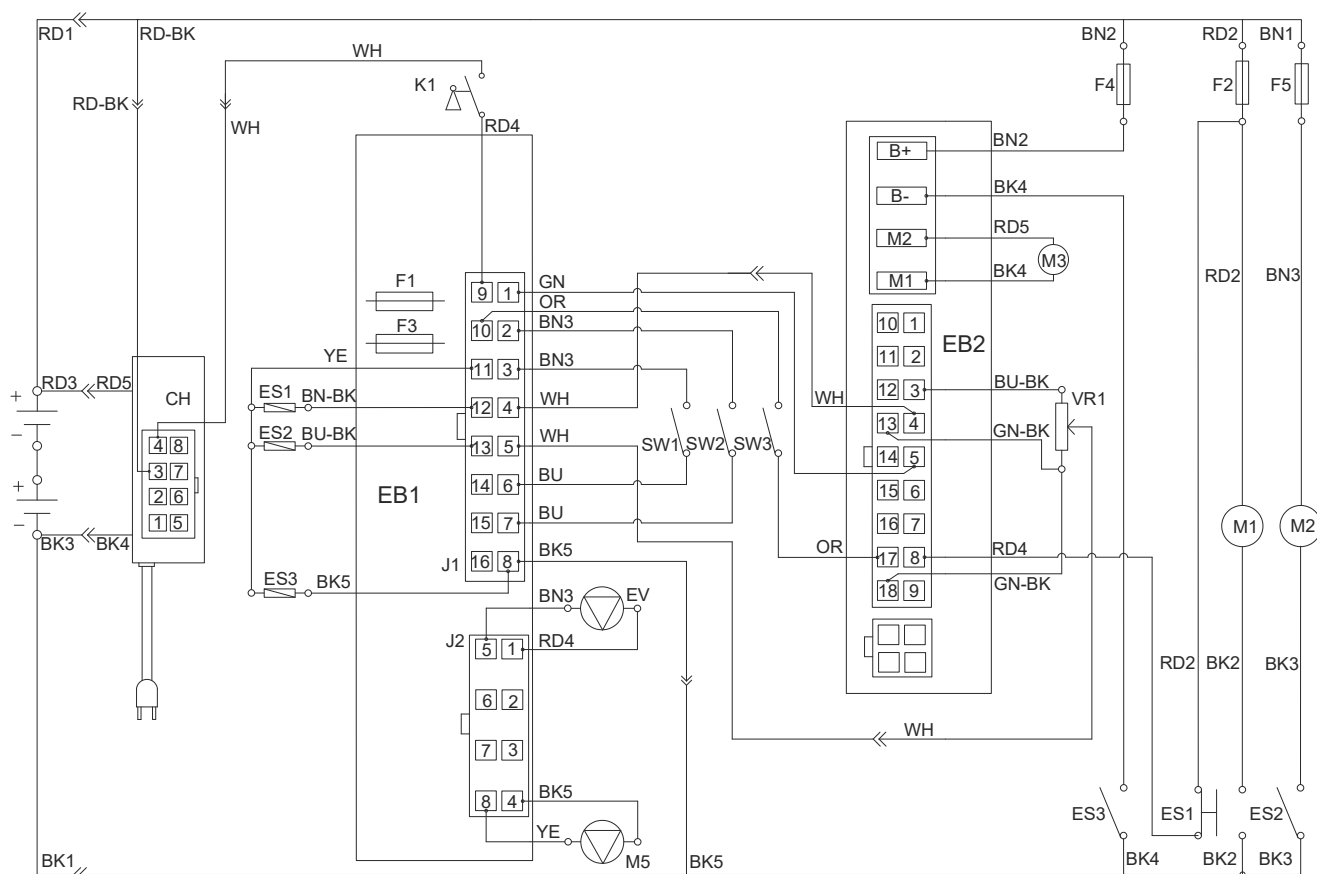 RD1
RD-BK
WH
BN2
RD2
BN1
K1
F4
F2
F5
RD-BK
WH
RD4
B+
BN2
B-
BK4
M2
RD5
M3
M1
BK4
RD2
BN3
F1
9 1
GN
OR
F3
10 2
BN3
10 1
EB2
YE
11 3
BN3
11 2
RD3
RD5
CH
ES1
BN-BK
12 4
WH
12 3
BU-BK
VR1
+
-
WH
13 4
GN-BK
4 8
ES2
BU-BK
13 5
WH
SW1
SW2
SW3
14 5
3 7
EB1
14 6
BU
15 6
+
-
2 6
15 7
BU
16 7
M1
M2
1 5
BK3
BK4
J1
16 8
BK5
OR
17 8
RD4
ES3
BK5
18 9
GN-BK
BN3
EV
J2
5 1
RD4
RD2
BK2
BK3
6 2
7 3
WH
8 4
BK5
YE
M5
ES3
ES1
ES2
BK1
BK5
BK4
BK2
BK3